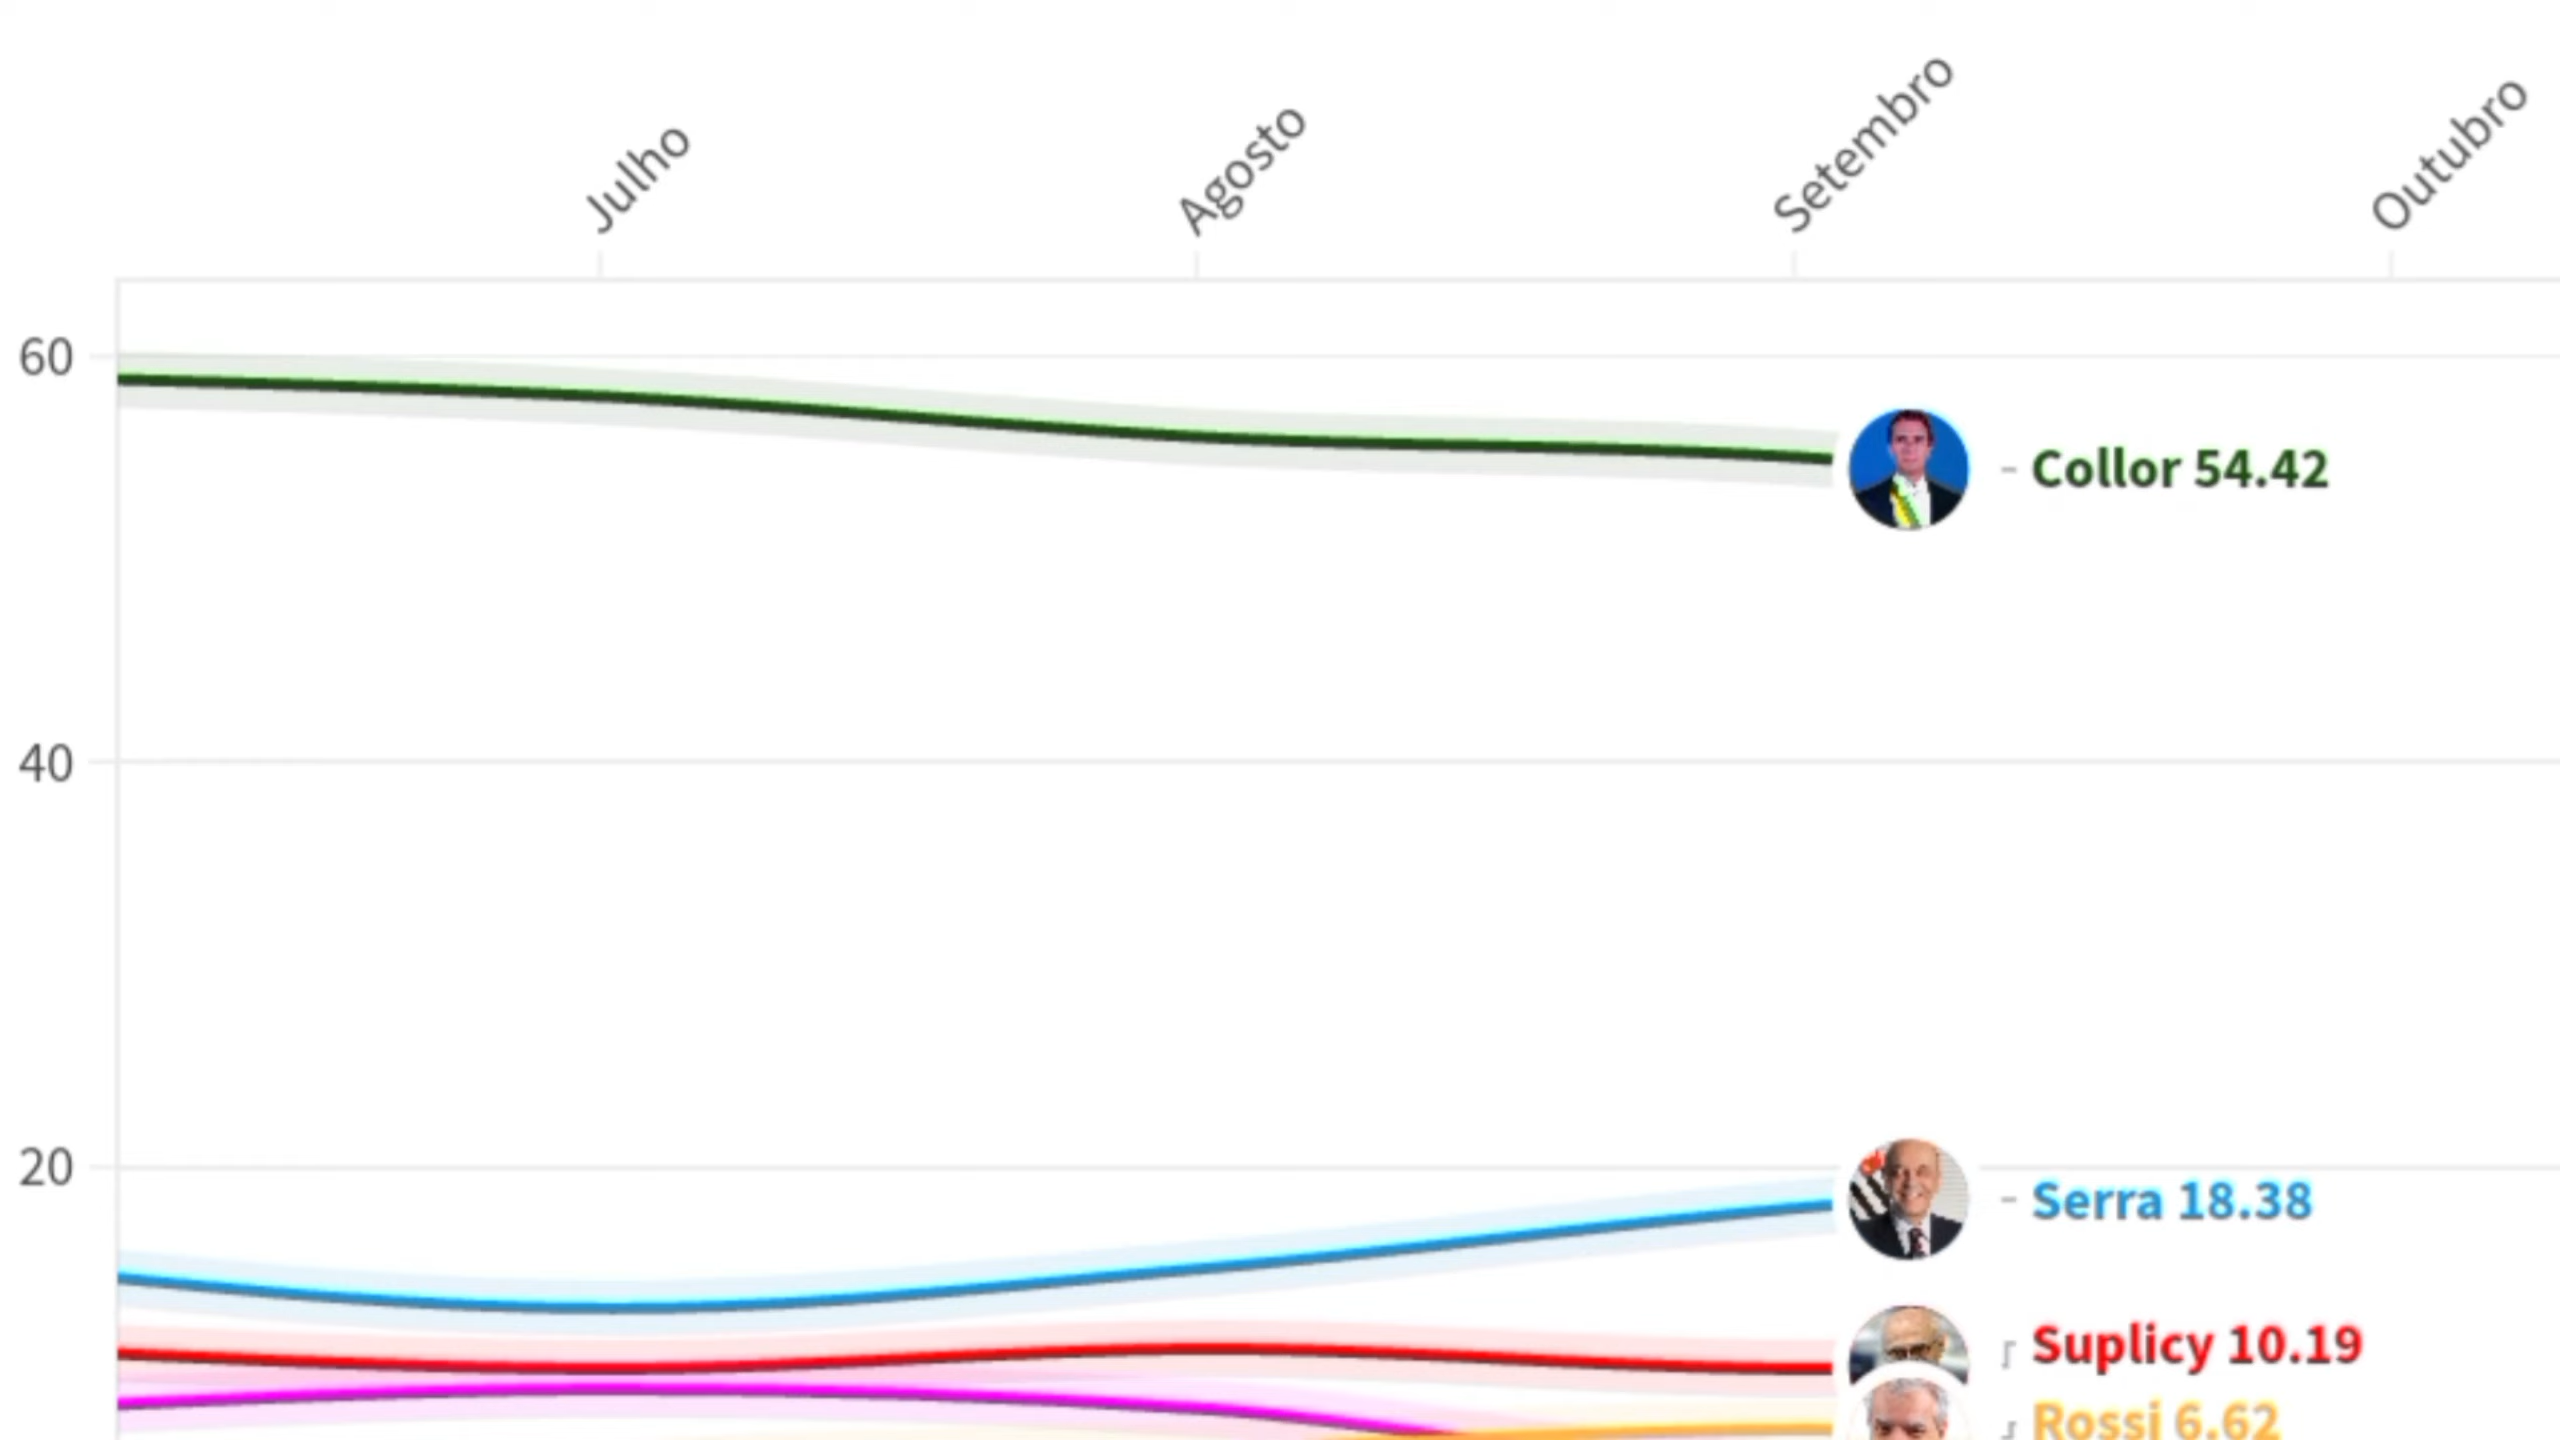 Julho
Agosto
Setembro
Outubro
60
Collor 54.42
40
20
Serra 18.38
Suplicy 10.19
Rossi 6.62